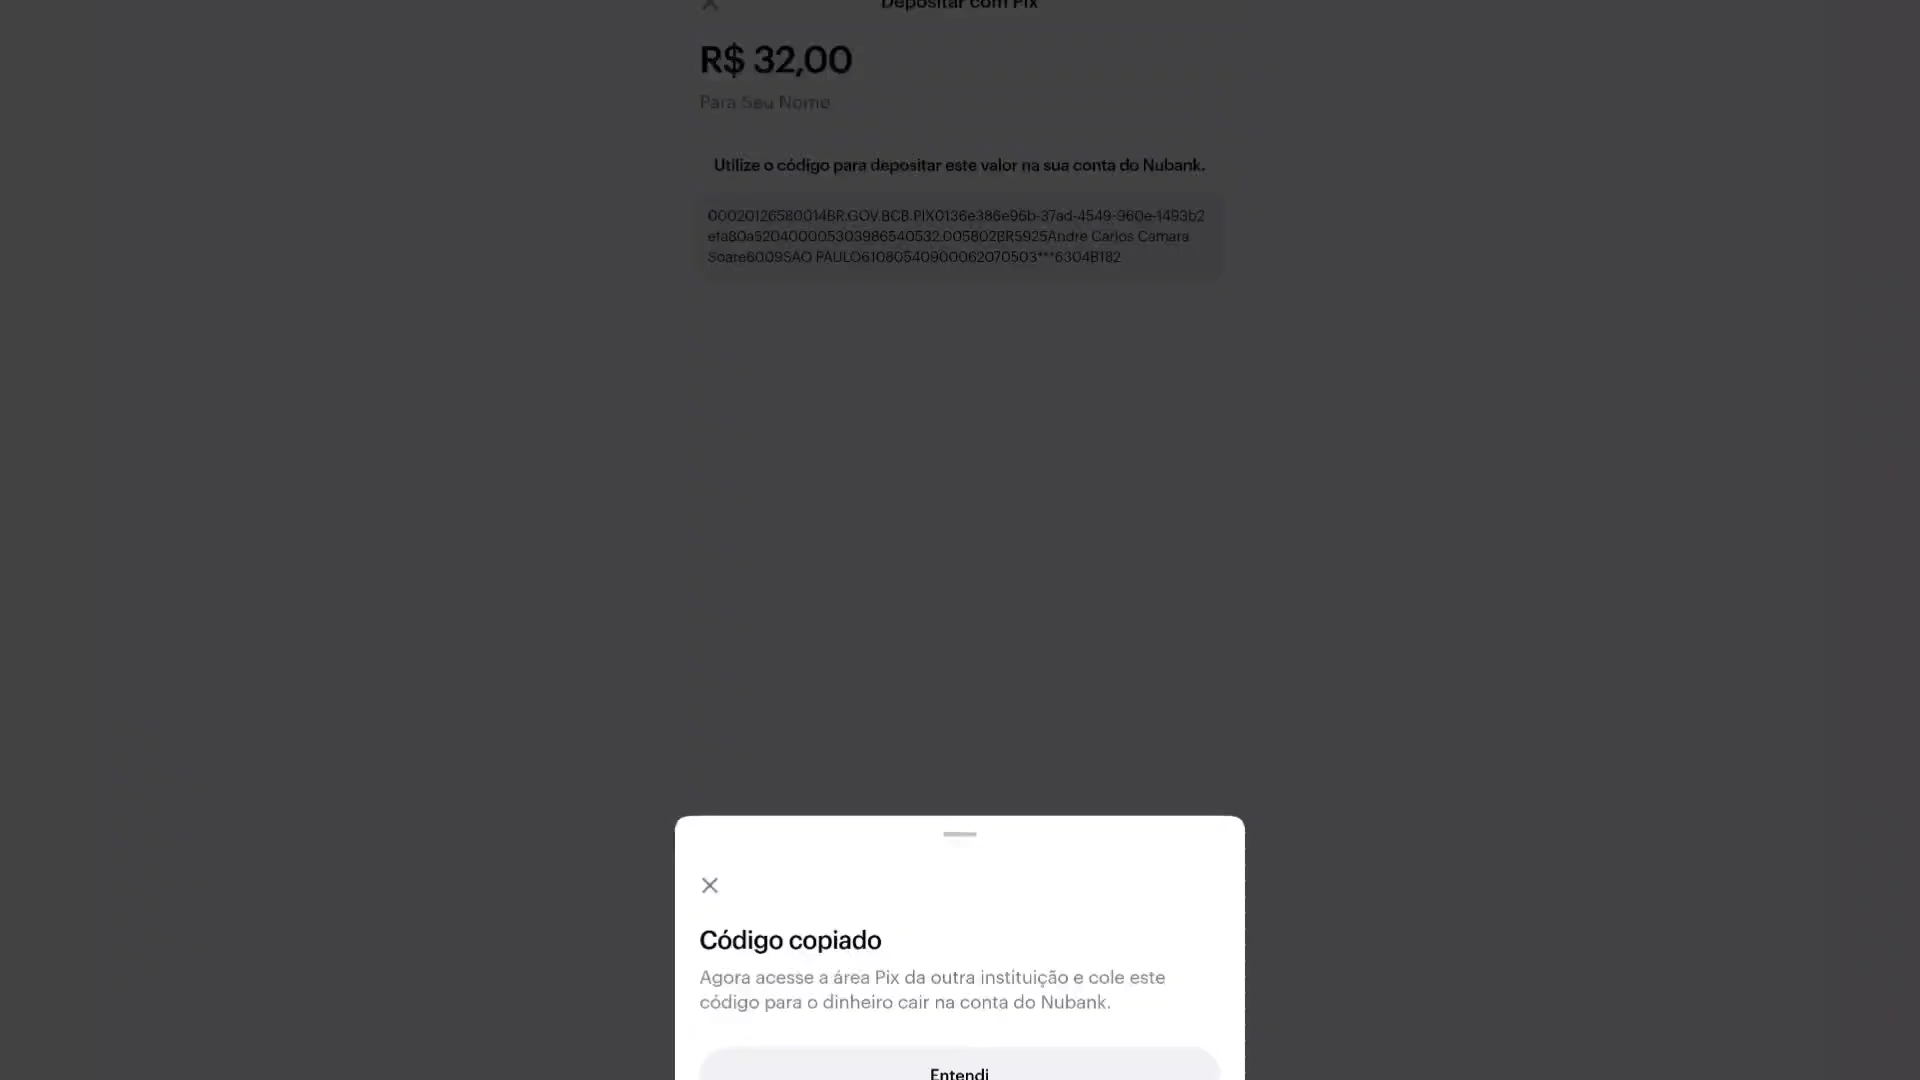 Depositar com Pix
R$ 32,00
Para Seu Nome
Utilize o código para depositar este valor na sua conta do Nubank.
00020126580014BR.GOV.BCB.PIX0136e386e96b-37ad-4549-960e-1493b2
efa80a520400005303986540532.005802BR5925Andre Carlos Camara
Soare6009SAO PAULO61080540900062070503***6304B182
Código copiado
Agora acesse a área Pix da outra instituição e cole este
código para o dinheiro cair na conta do Nubank.
Entendi